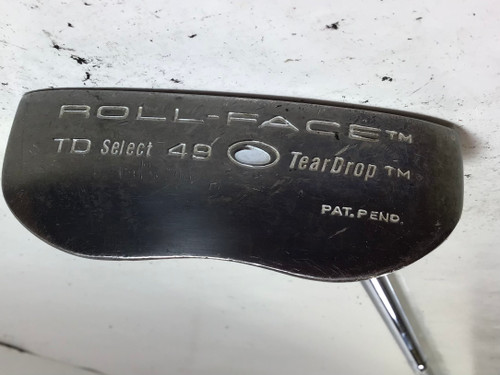 ROLL-FACE™
TD Select 49 TearDrop™
PAT. PEND.